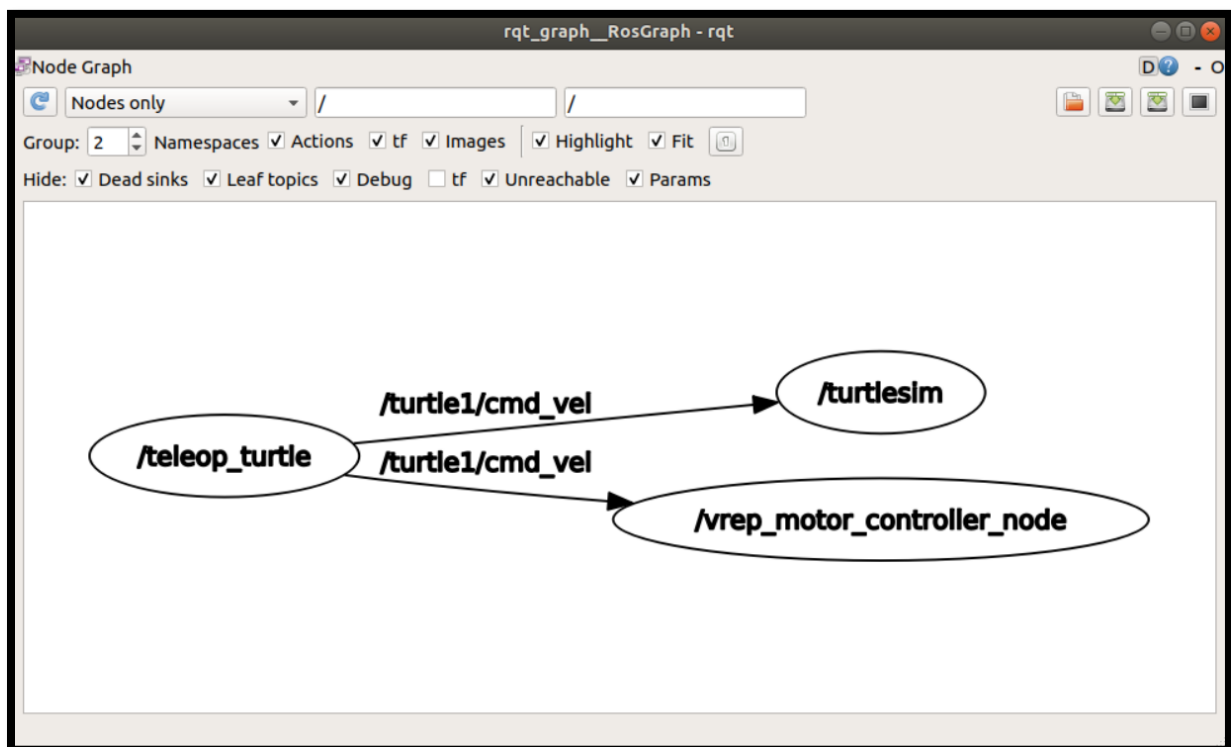 rqt_graph__RosGraph - rqt
Node Graph D - O
Nodes only / /
Group: 2 Namespaces Actions tf Images Highlight Fit
Hide: Dead sinks Leaf topics Debug tf Unreachable Params
/turtlesim
/turtle1/cmd_vel
/teleop_turtle
/turtle1/cmd_vel
/vrep_motor_controller_node